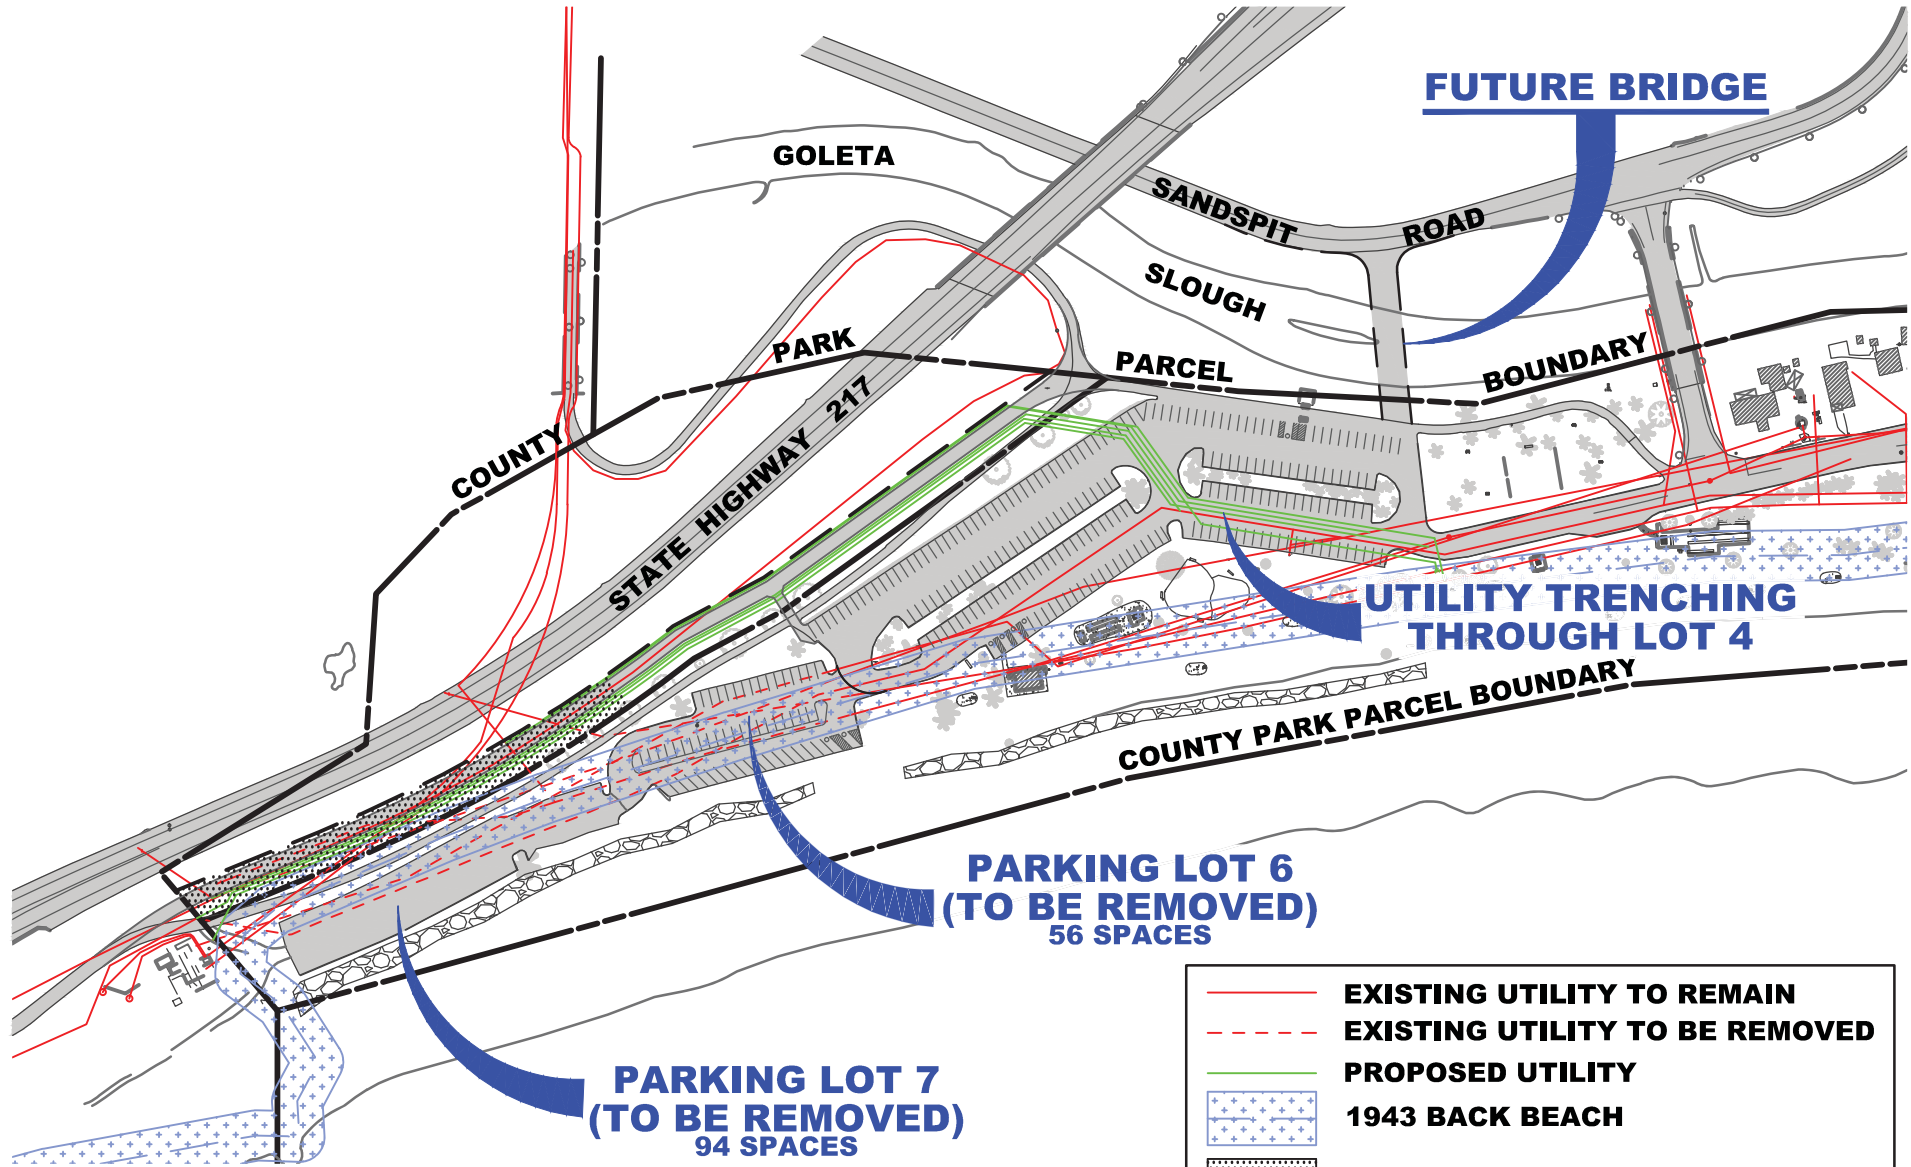 FUTURE BRIDGE
GOLETA
SANDSPIT ROAD
SLOUGH
COUNTY PARK PARCEL BOUNDARY
STATE HIGHWAY 217
UTILITY TRENCHING
THROUGH LOT 4
COUNTY PARK PARCEL BOUNDARY
PARKING LOT 6
(TO BE REMOVED)
56 SPACES
PARKING LOT 7
(TO BE REMOVED)
94 SPACES
EXISTING UTILITY TO REMAIN
EXISTING UTILITY TO BE REMOVED
PROPOSED UTILITY
1943 BACK BEACH